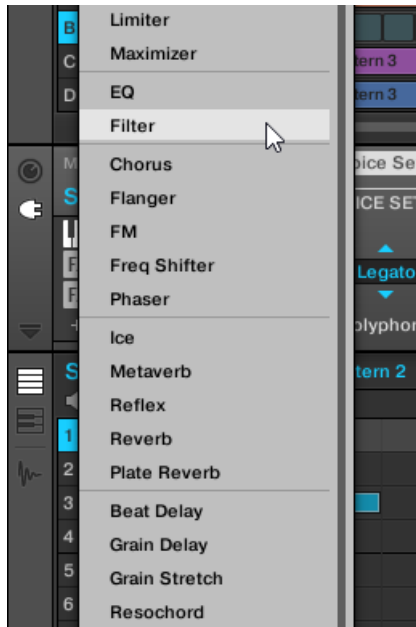 B
Limiter
C
Maximizer
tern 3
D
EQ
tern 3
Filter
M
Chorus
oice Se
S
Flanger
ICE SE
FM
F
Freq Shifter
Legato
F
Phaser
olyphon
+
Ice
S
Metaverb
tern 2
Reflex
1
Reverb
2
Plate Reverb
3
Beat Delay
4
Grain Delay
5
Grain Stretch
6
Resochord